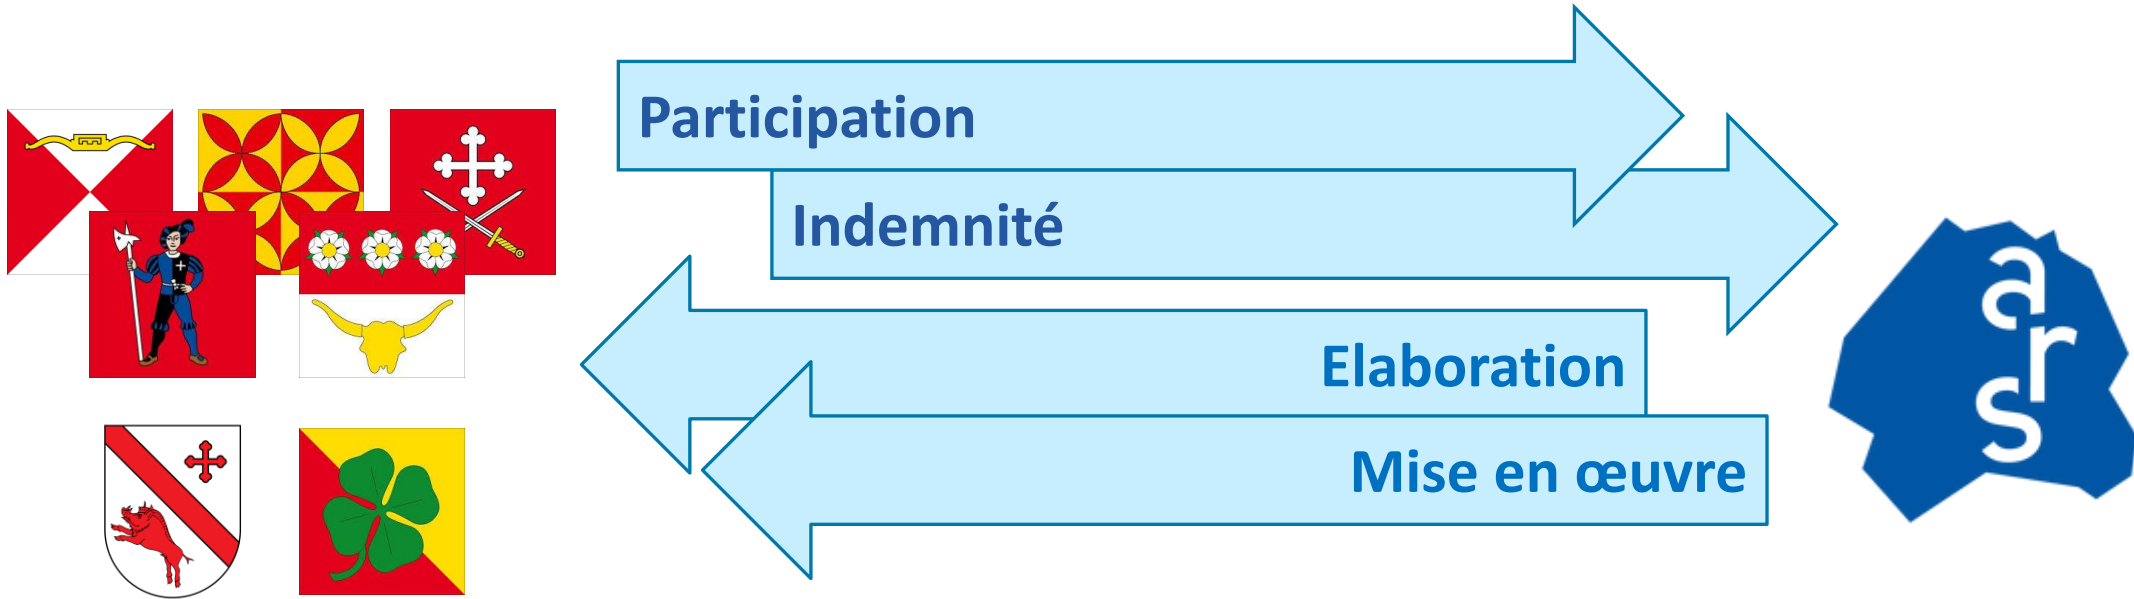 Participation
Indemnité
Elaboration
Mise en œuvre
ars